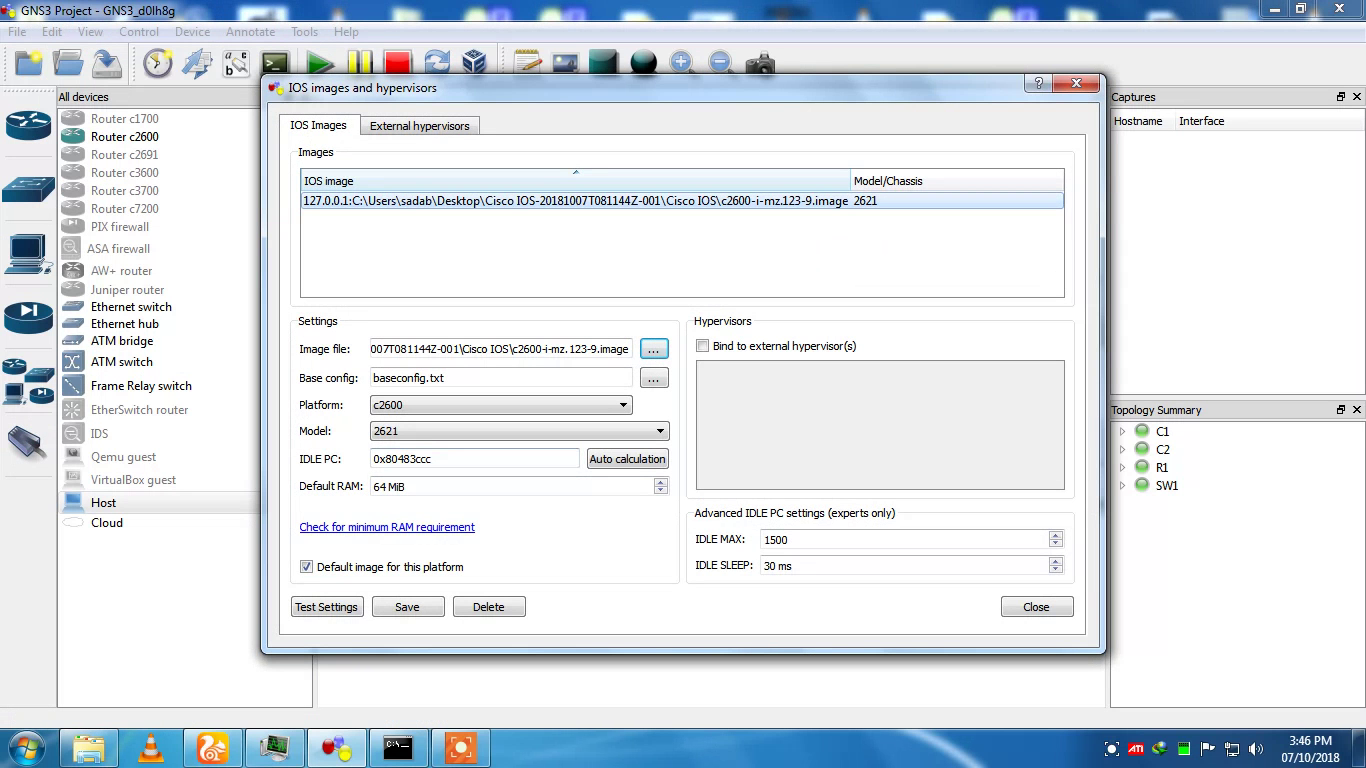 GNS3 Project - GNS3_d0lh8g
File Edit View Control Device Annotate Tools Help
All devices
Router c1700
Router c2600
Router c2691
Router c3600
Router c3700
Router c7200
PIX firewall
ASA firewall
AW+ router
Juniper router
Ethernet switch
Ethernet hub
ATM bridge
ATM switch
Frame Relay switch
EtherSwitch router
IDS
Qemu guest
VirtualBox guest
Host
Cloud
IOS images and hypervisors
IOS Images External hypervisors
Images
IOS image Model/Chassis
127.0.0.1:C:\Users\sadab\Desktop\Cisco IOS-20181007T081144Z-001\Cisco IOS\c2600-i-mz.123-9.image 2621
Settings
Image file: 007T081144Z-001\Cisco IOS\c2600-i-mz.123-9.image ...
Base config: baseconfig.txt ...
Platform: c2600
Model: 2621
IDLE PC: 0x80483ccc Auto calculation
Default RAM: 64 MiB
Check for minimum RAM requirement
Default image for this platform
Test Settings Save Delete
Hypervisors
Bind to external hypervisor(s)
Advanced IDLE PC settings (experts only)
IDLE MAX: 1500
IDLE SLEEP: 30 ms
Close
Captures
Hostname Interface
Topology Summary
C1
C2
R1
SW1
ATI
3:46 PM
07/10/2018